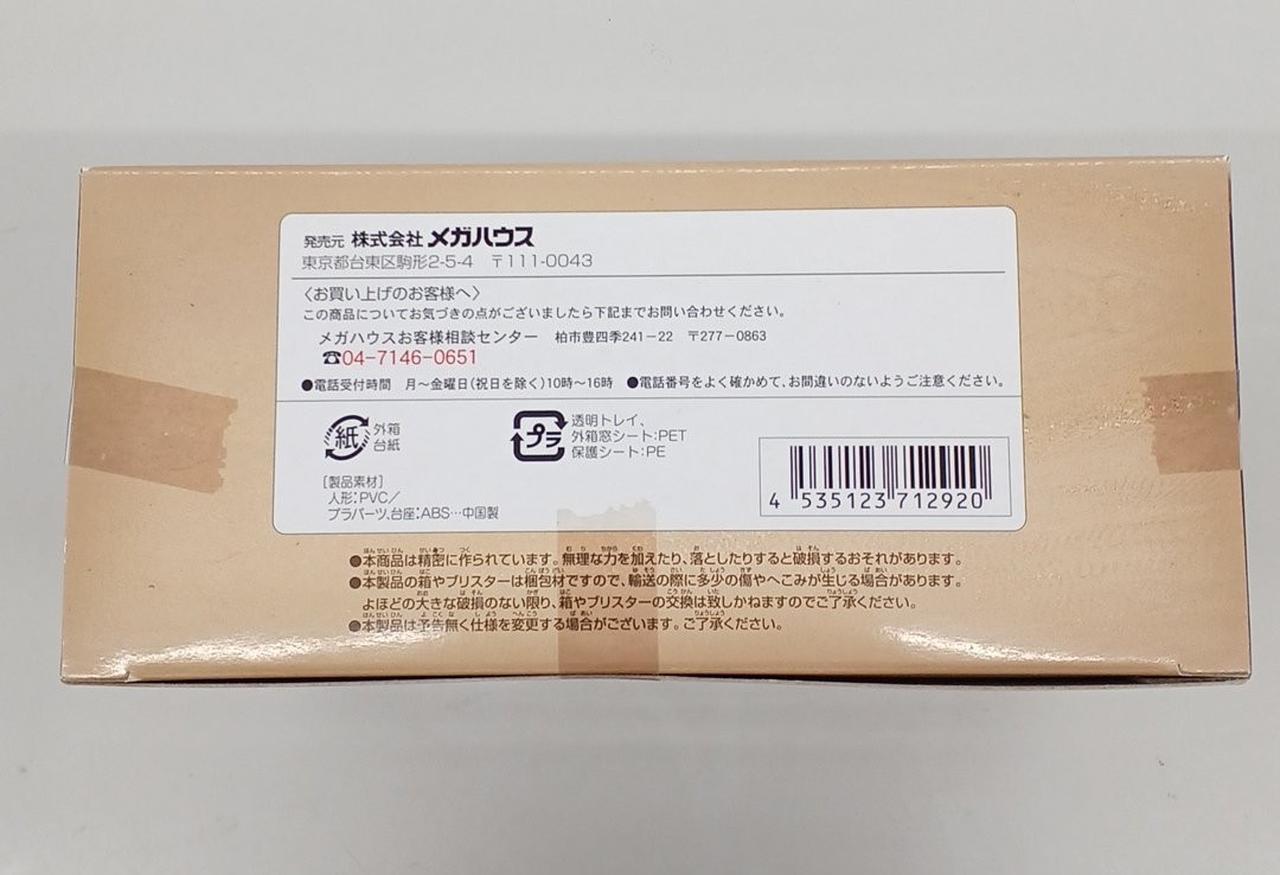 発売元 株式会社 メガハウス
東京都台東区駒形2-5-4 〒111-0043
〈お買い上げのお客様へ〉
この商品についてお気づきの点がございましたら下記までお問い合わせください。
メガハウスお客様相談センター 柏市豊四季241-22 〒277-0863
☎04-7146-0651
●電話受付時間 月〜金曜日(祝日を除く)10時〜16時 ●電話番号をよく確かめて、お間違いのないようご注意ください。
紙 外箱
台紙
プラ 透明トレイ、
外箱窓シート:PET
保護シート:PE
[製品素材]
人形:PVC/
プラパーツ、台座:ABS…中国製
4 535123 712920
●本商品は精密に作られています。無理な力を加えたり、落としたりすると破損するおそれがあります。
●本製品の箱やブリスターは梱包材ですので、輸送の際に多少の傷やへこみが生じる場合があります。
よほどの大きな破損のない限り、箱やブリスターの交換は致しかねますのでご了承ください。
●本製品は予告無く仕様を変更する場合がございます。ご了承ください。